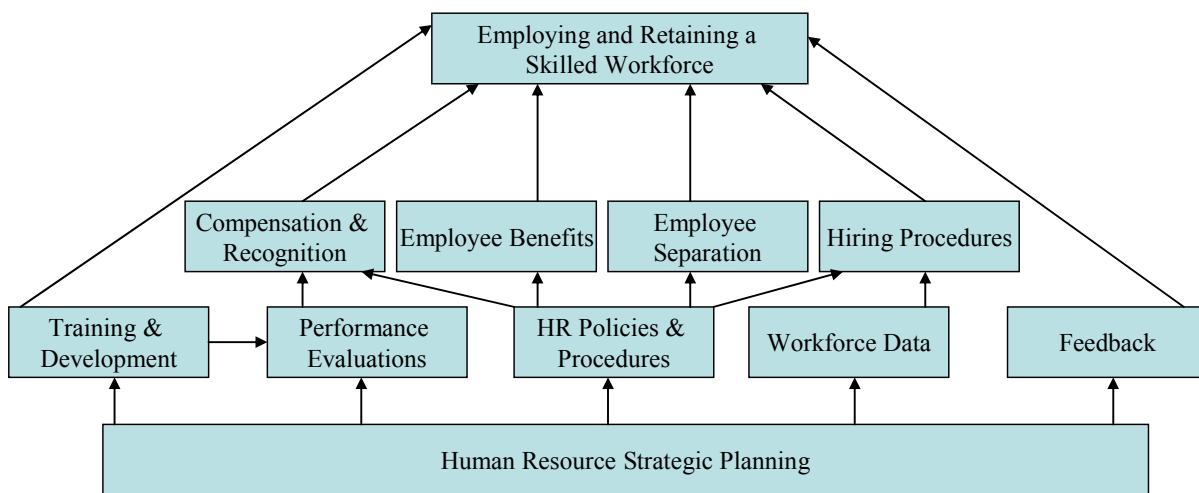 Employing and Retaining a
Skilled Workforce
Compensation &
Recognition
Employee Benefits
Employee
Separation
Hiring Procedures
Training &
Development
Performance
Evaluations
HR Policies &
Procedures
Workforce Data
Feedback
Human Resource Strategic Planning